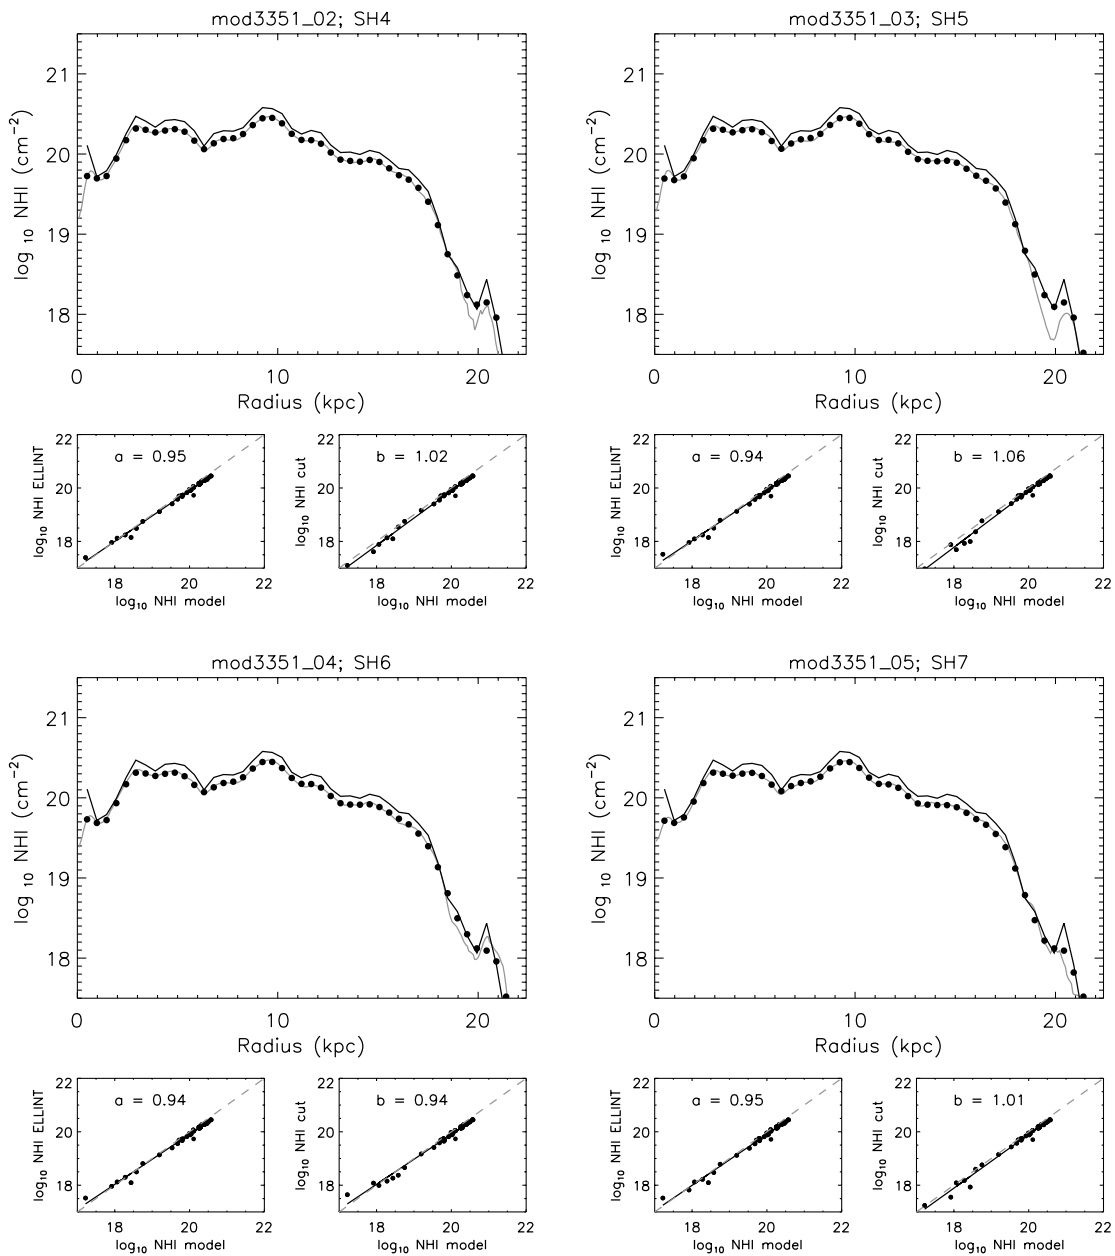 mod3351_02; SH4
mod3351_03; SH5
log 10 NHI (cm−2)
21
20
19
18
0
10
20
Radius (kpc)
log 10 NHI (cm−2)
21
20
19
18
0
10
20
Radius (kpc)
log10 NHI ELLINT
22
20
18
a = 0.95
18
20
22
log10 NHI model
log10 NHI cut
22
20
18
b = 1.02
18
20
22
log10 NHI model
log10 NHI ELLINT
22
20
18
a = 0.94
18
20
22
log10 NHI model
log10 NHI cut
22
20
18
b = 1.06
18
20
22
log10 NHI model
mod3351_04; SH6
mod3351_05; SH7
log 10 NHI (cm−2)
21
20
19
18
0
10
20
Radius (kpc)
log 10 NHI (cm−2)
21
20
19
18
0
10
20
Radius (kpc)
log10 NHI ELLINT
22
20
18
a = 0.94
18
20
22
log10 NHI model
log10 NHI cut
22
20
18
b = 0.94
18
20
22
log10 NHI model
log10 NHI ELLINT
22
20
18
a = 0.95
18
20
22
log10 NHI model
log10 NHI cut
22
20
18
b = 1.01
18
20
22
log10 NHI model